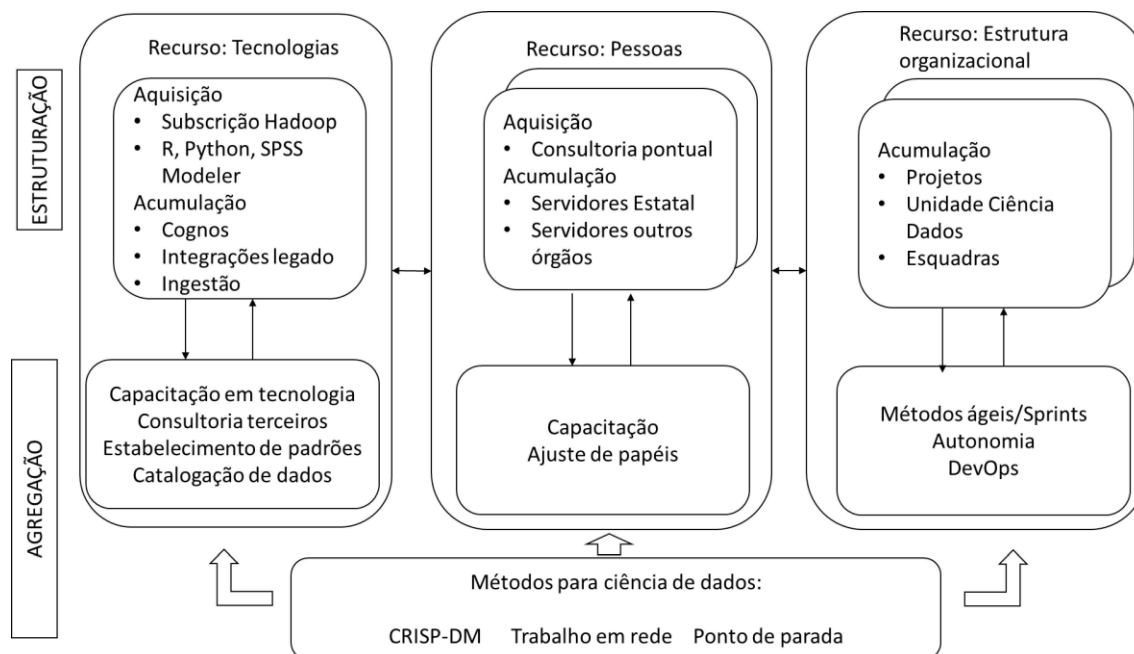 ESTRUTURAÇÃO
Recurso: Tecnologias
Aquisição
• Subscrição Hadoop
• R, Python, SPSS
Modeler
Acumulação
• Cognos
• Integrações legado
• Ingestão
Recurso: Pessoas
Aquisição
• Consultoria pontual
Acumulação
• Servidores Estatal
• Servidores outros
órgãos
Recurso: Estrutura
organizacional
Acumulação
• Projetos
• Unidade Ciência
Dados
• Esquadras
AGREGAÇÃO
Capacitação em tecnologia
Consultoria terceiros
Estabelecimento de padrões
Catalogação de dados
Capacitação
Ajuste de papéis
Métodos ágeis/Sprints
Autonomia
DevOps
Métodos para ciência de dados:
CRISP-DM Trabalho em rede Ponto de parada